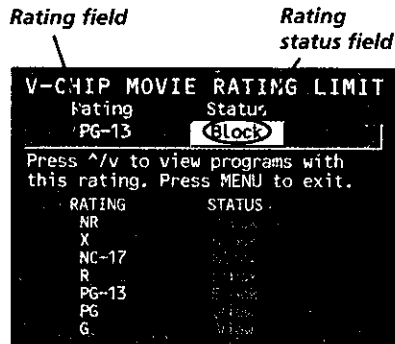 Rating field
Rating status field
V-CHIP MOVIE RATING LIMIT
Rating Status
PG-13 Block
Press ^/v to view programs with
this rating. Press MENU to exit.
RATING STATUS
NR
X
NC-17
R
PG-13
PG
G View